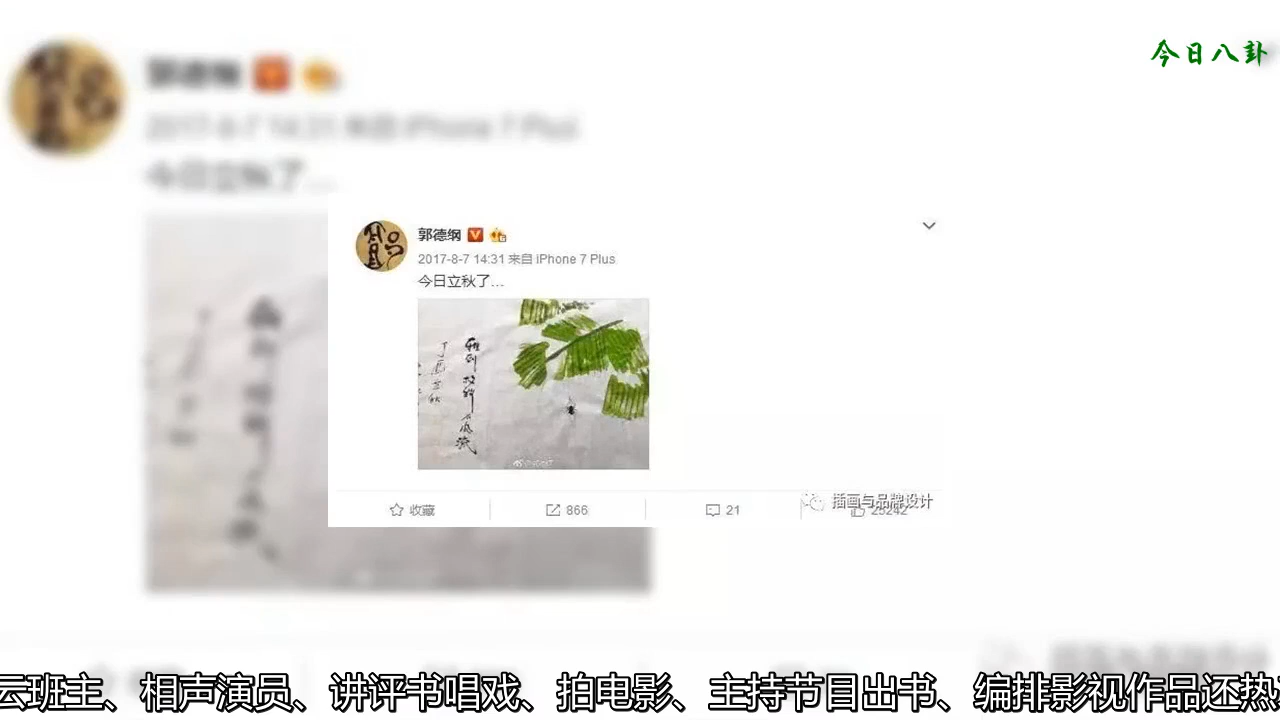 今日八卦
郭德纲
2017-8-7 14:31 来自 iPhone 7 Plus
今日立秋了...
收藏
866
21
25242
插画与品牌设计
云班主、相声演员、讲评书唱戏、拍电影、主持节目出书、编排影视作品还热